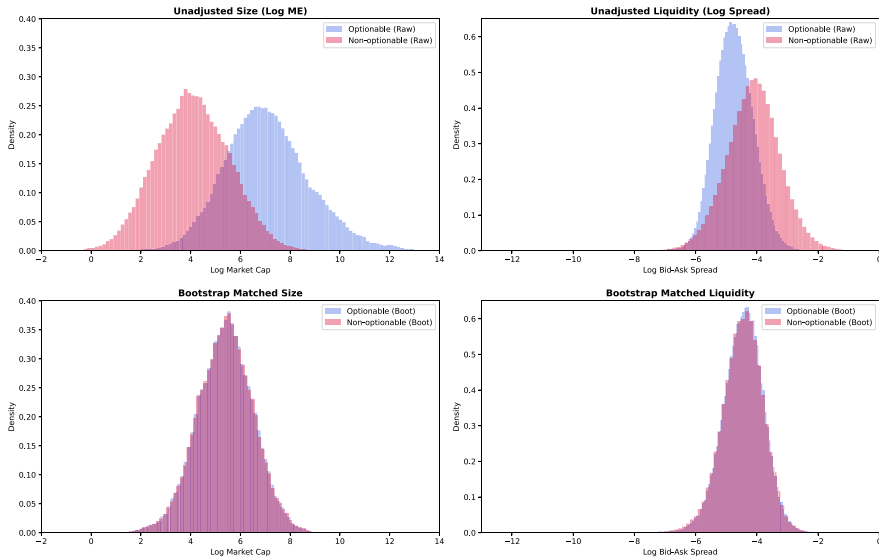 Unadjusted Size (Log ME)
0.40
0.35
0.30
0.25
0.20
0.15
0.10
0.05
0.00
Density
Optionable (Raw)
Non-optionable (Raw)
−2 0 2 4 6 8 10 12 14
Log Market Cap
Unadjusted Liquidity (Log Spread)
0.6
0.5
0.4
0.3
0.2
0.1
0.0
Density
Optionable (Raw)
Non-optionable (Raw)
−12 −10 −8 −6 −4 −2 0
Log Bid-Ask Spread
Bootstrap Matched Size
0.40
0.35
0.30
0.25
0.20
0.15
0.10
0.05
0.00
Density
Optionable (Boot)
Non-optionable (Boot)
−2 0 2 4 6 8 10 12 14
Log Market Cap
Bootstrap Matched Liquidity
0.6
0.5
0.4
0.3
0.2
0.1
0.0
Density
Optionable (Boot)
Non-optionable (Boot)
−12 −10 −8 −6 −4 −2 0
Log Bid-Ask Spread